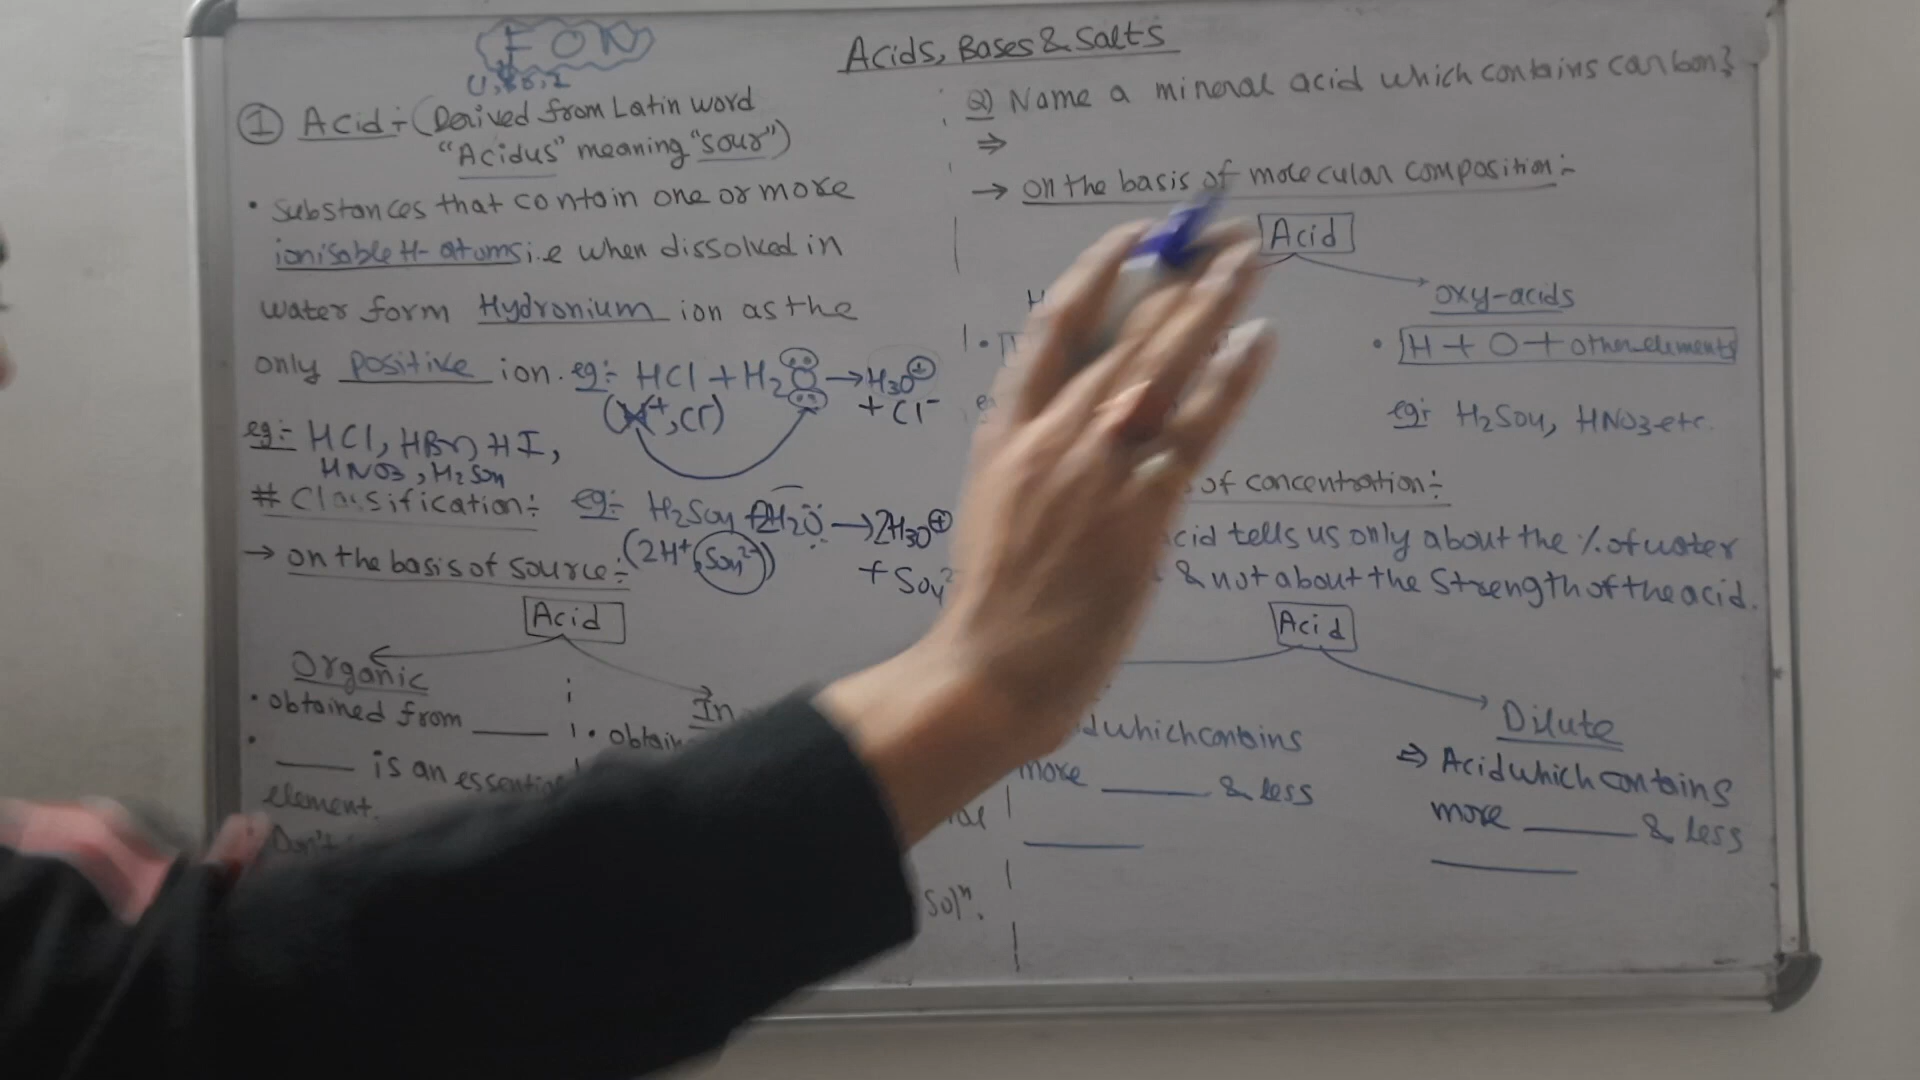 FON
Acids, Bases & Salts
① Acid:- (Derived from Latin word
"Acidus" meaning "sour")
• Substances that contain one or more
ionisable H-atoms i.e when dissolved in
water form Hydronium ion as the
only positive ion. eg:- HCl + H₂O → H₃O⊕
+ Cl⁻
(H⁺, Cl⁻)
eg:- HCl, HBr, HI,
HNO₃, H₂SO₄
# Classification:-
eg:- H₂SO₄ + 2H₂O → 2H₃O⊕
+ SO₄²
(2H⁺, SO₄²⁻)
→ on the basis of source:-
Acid
Organic
• obtained from ____
• ____ is an essential
element.
Don't
In
• obtain
Solⁿ.
Q) Name a mineral acid which contains carbon?
⇒
→ on the basis of molecular composition:-
Acid
H
oxy-acids
• H + O + other elements
eg:- H₂SO₄, HNO₃ etc.
of concentration:-
cid tells us only about the % of water
& not about the strength of the acid.
Acid
d which contains
more ____ & less
____
Dilute
⇒ Acid which contains
more ____ & less
____